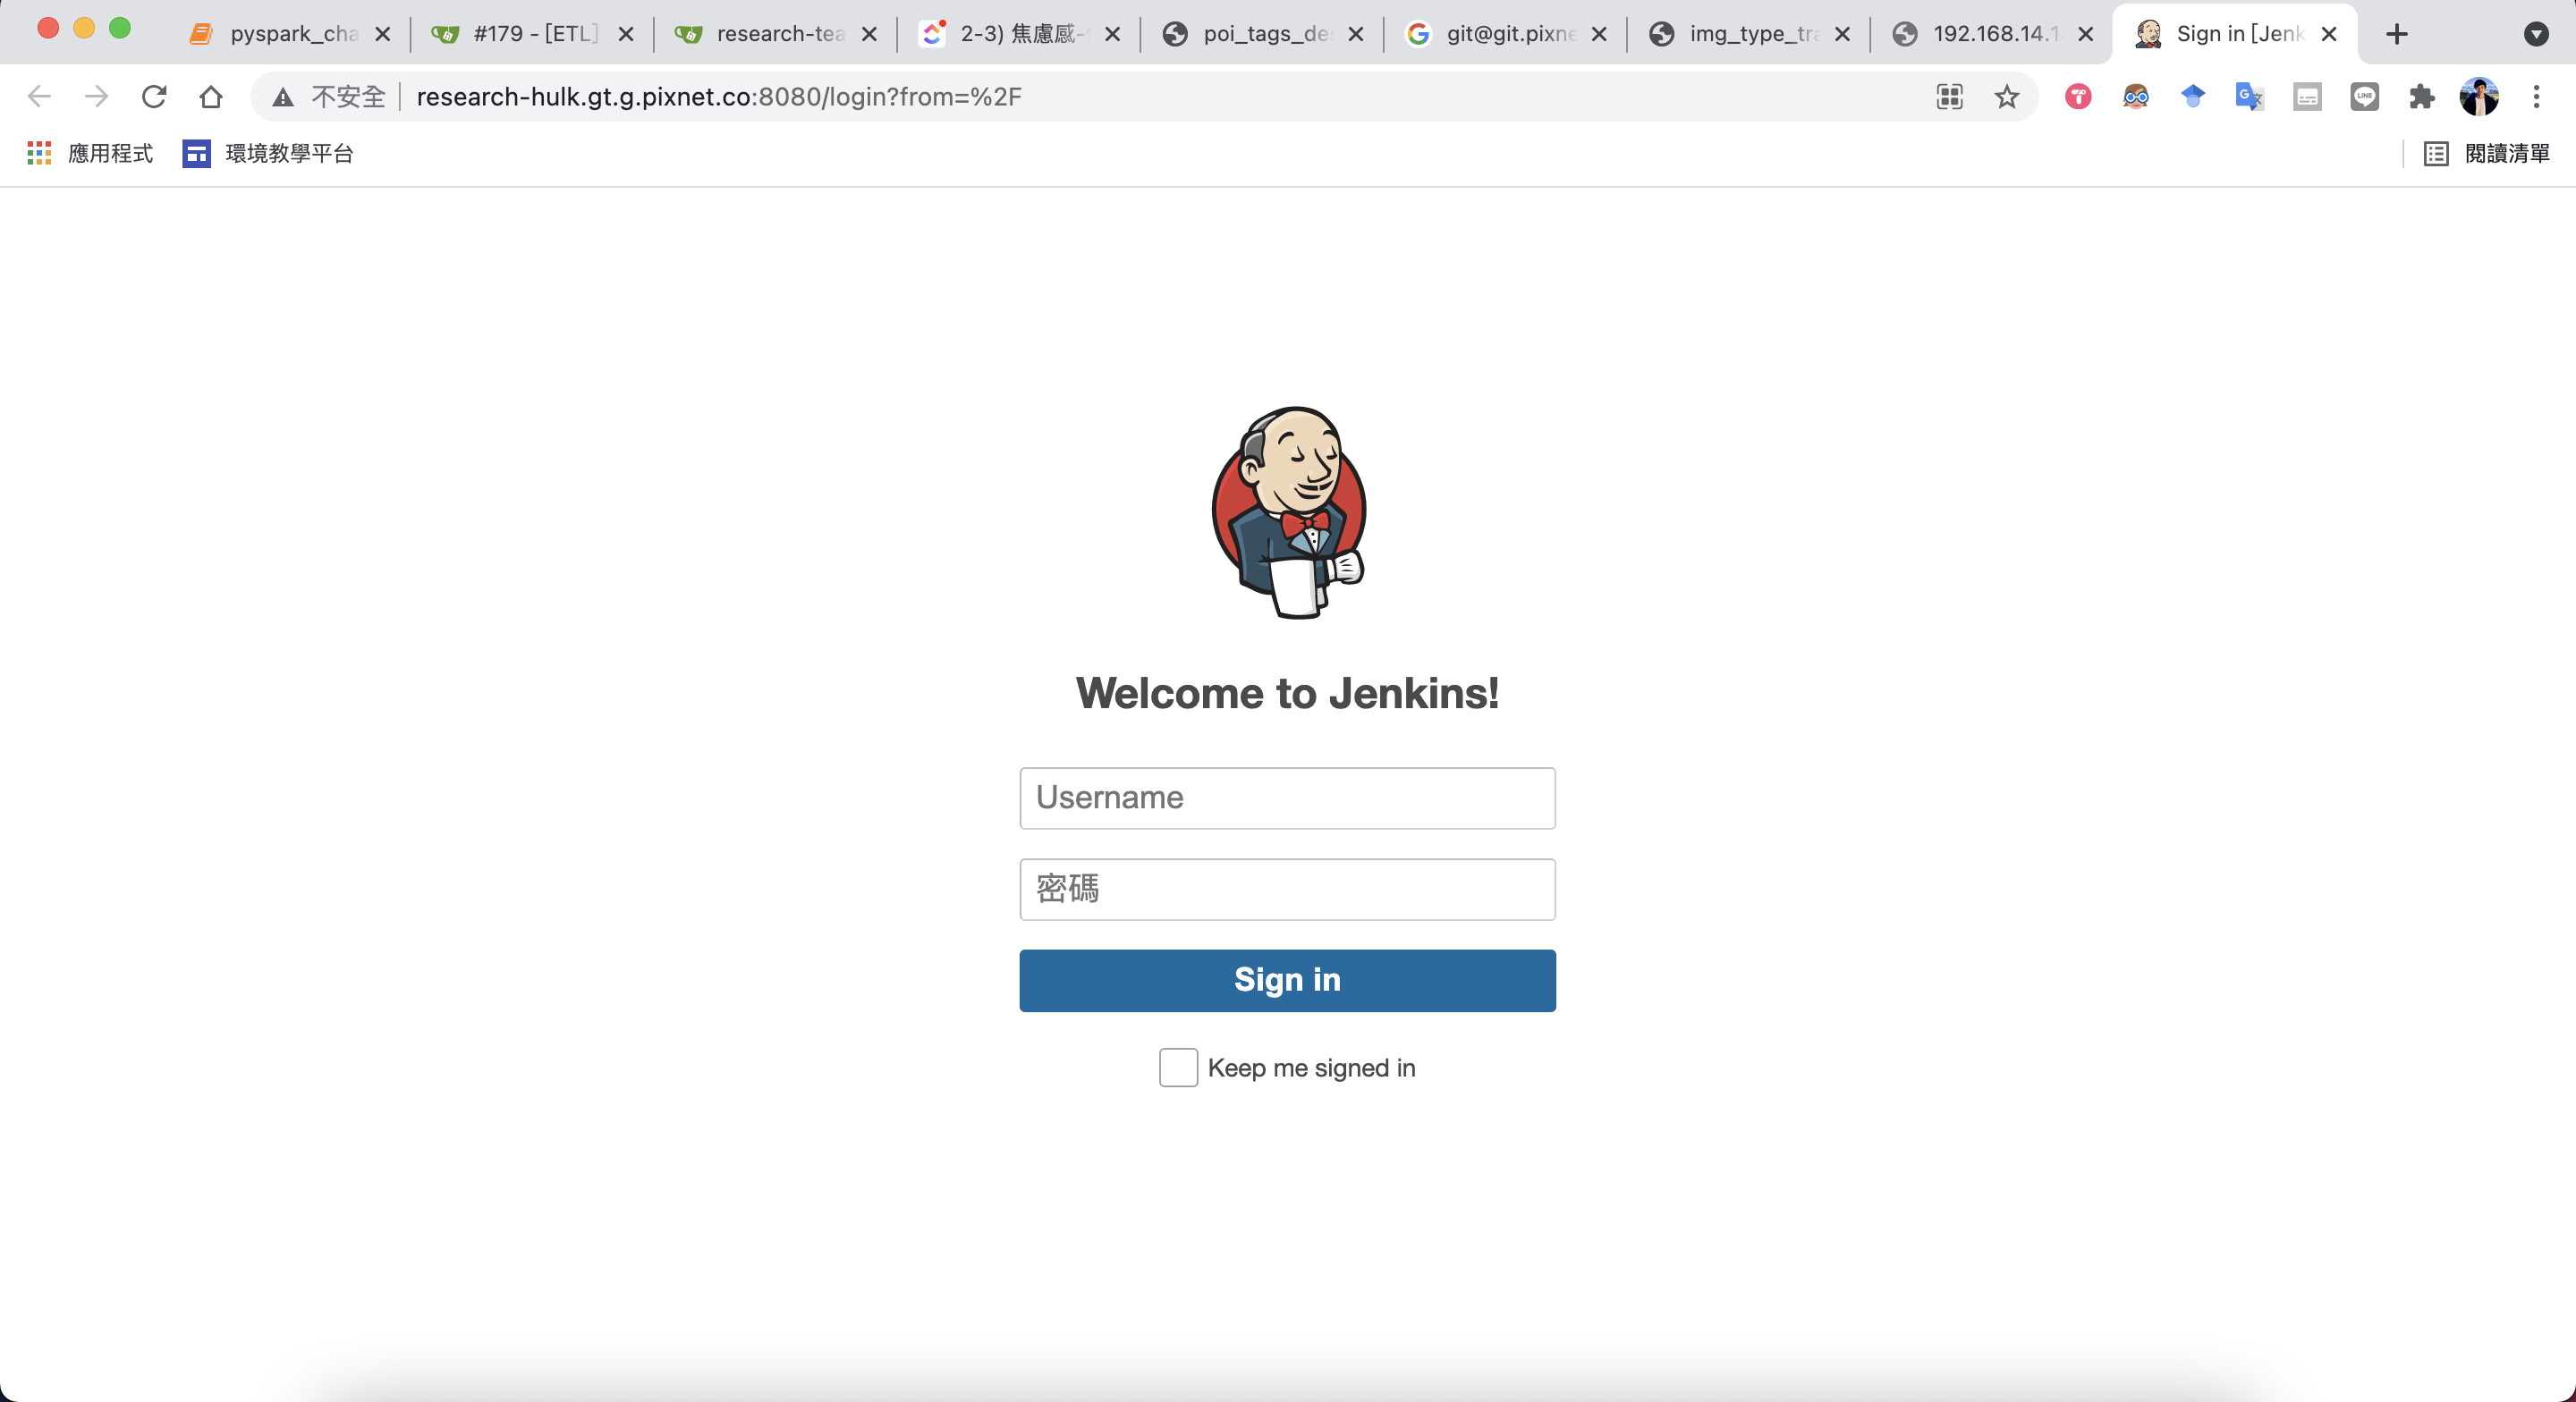 pyspark_cha
#179 - [ETL]
research-tea
2-3) 焦慮感-
poi_tags_de
git@git.pixne
img_type_tra
192.168.14.1
Sign in [Jenk
不安全 research-hulk.gt.g.pixnet.co:8080/login?from=%2F
應用程式
環境教學平台
閱讀清單
Welcome to Jenkins!
Username
密碼
Sign in
Keep me signed in